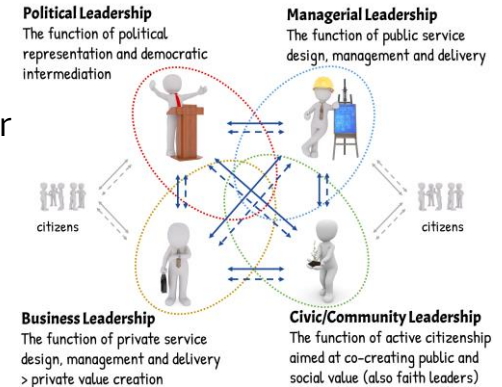 Political Leadership
The function of political
representation and democratic
intermediation
Managerial Leadership
The function of public service
design, management and delivery
r
citizens
citizens
Business Leadership
The function of private service
design, management and delivery
> private value creation
Civic/Community Leadership
The function of active citizenship
aimed at co-creating public and
social value (also faith leaders)